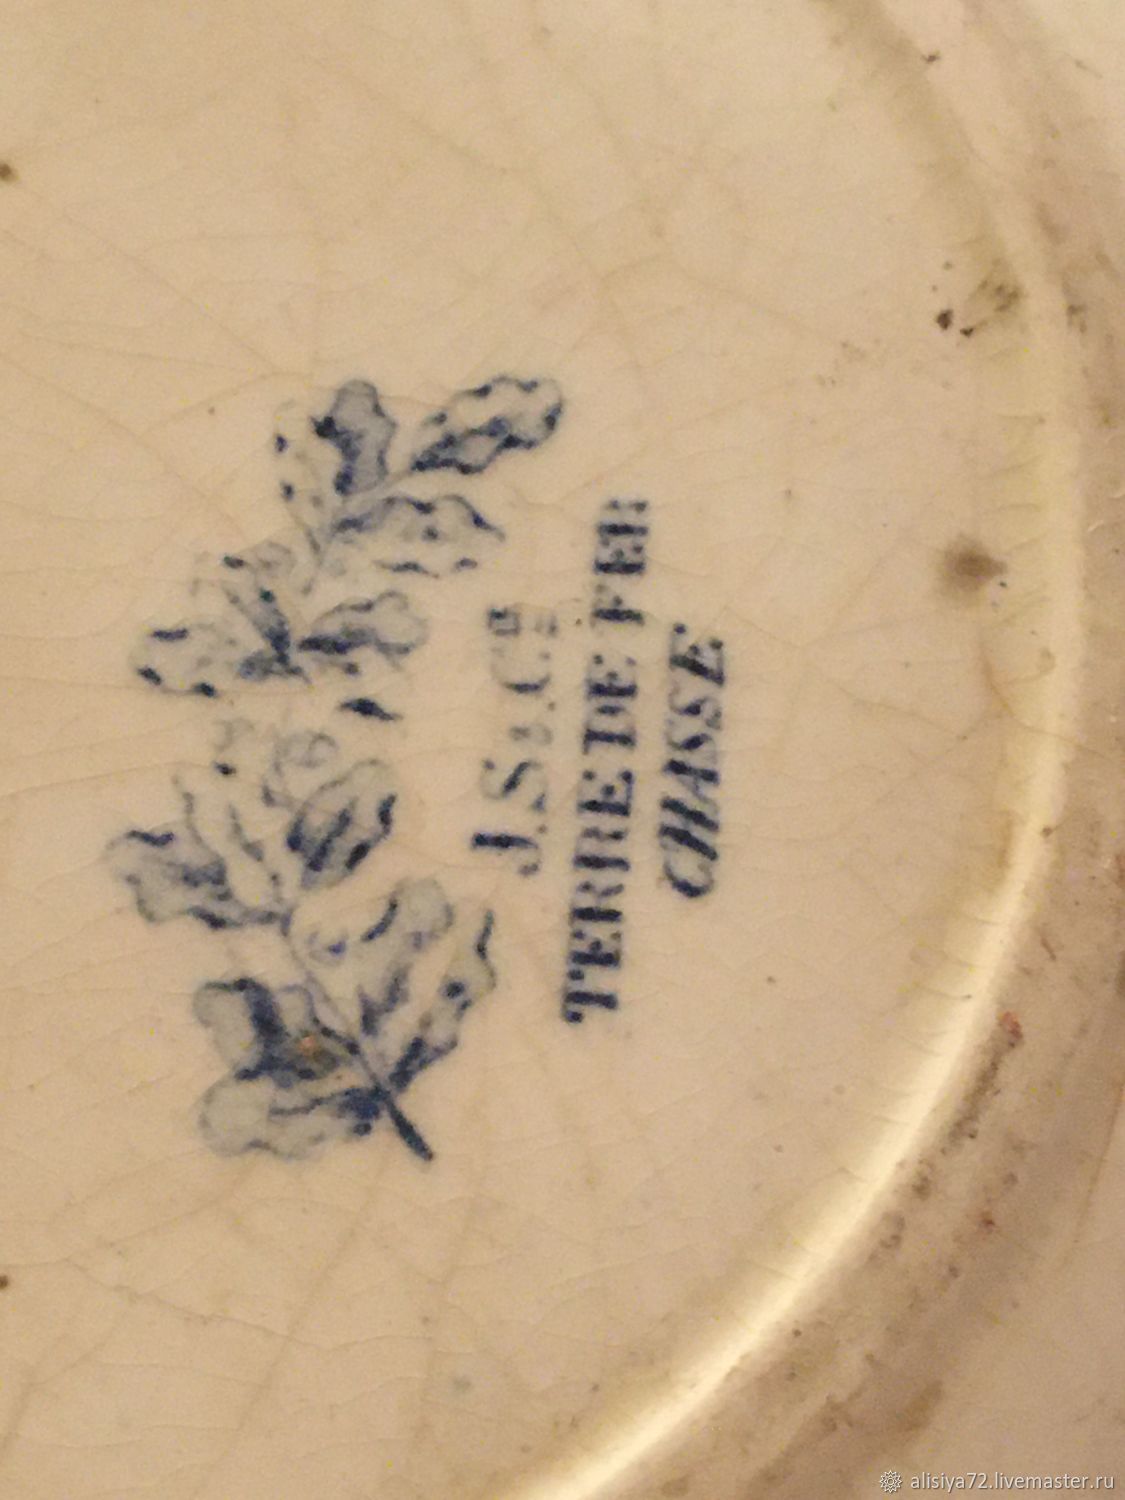 J.S & Cie
TERRE DE FER
CHASSE
alisiya72.livemaster.ru